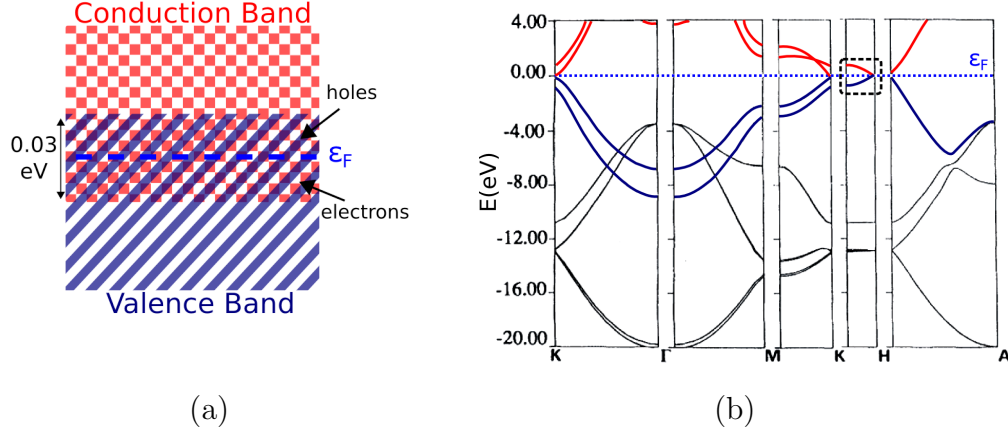 Conduction Band
holes
0.03
eV
εF
electrons
Valence Band
(a)
E(eV)
4.00
0.00
-4.00
-8.00
-12.00
-16.00
-20.00
εF
K
Γ
M
K
H
A
(b)